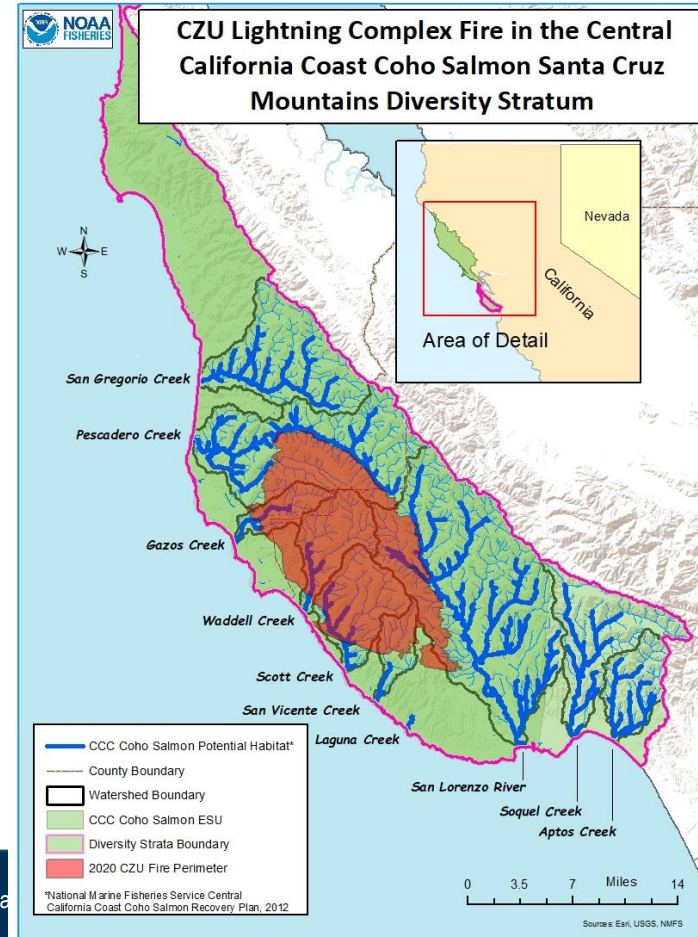 NOAA
FISHERIES
CZU Lightning Complex Fire in the Central
California Coast Coho Salmon Santa Cruz
Mountains Diversity Stratum
Nevada
California
Area of Detail
N
W E
S
San Gregorio Creek
Pescadero Creek
Gazos Creek
Waddell Creek
Scott Creek
San Vicente Creek
Laguna Creek
San Lorenzo River
Soquel Creek
Aptos Creek
CCC Coho Salmon Potential Habitat*
County Boundary
Watershed Boundary
CCC Coho Salmon ESU
Diversity Strata Boundary
2020 CZU Fire Perimeter
*National Marine Fisheries Service Central
California Coast Coho Salmon Recovery Plan, 2012
0 3.5 7 Miles 14
Sources: Esri, USGS, NMFS